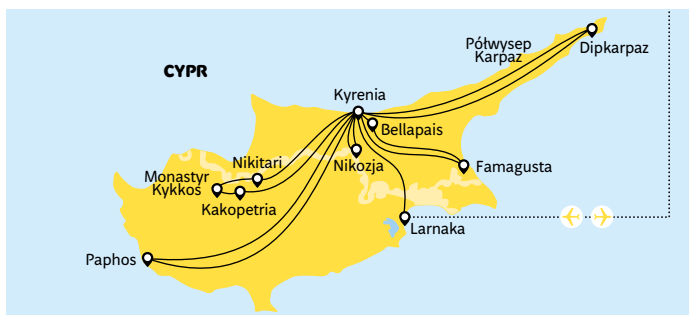 CYPR
Półwysep
Karpaz
Dipkarpaz
Kyrenia
Bellapais
Nikitari
Nikozja
Famagusta
Monastyr
Kykkos
Kakopetria
Larnaka
Paphos